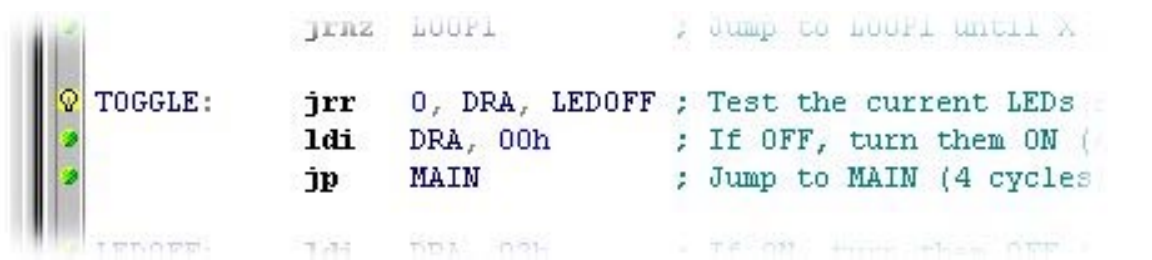 jrnz LOOP1 ; Jump to LOOP1 until X
TOGGLE: jrr 0, DRA, LEDOFF ; Test the current LEDs
ldi DRA, 00h ; If OFF, turn them ON (
jp MAIN ; Jump to MAIN (4 cycles
LEDOFF: ldi DRA, 03h ; If ON, turn them OFF